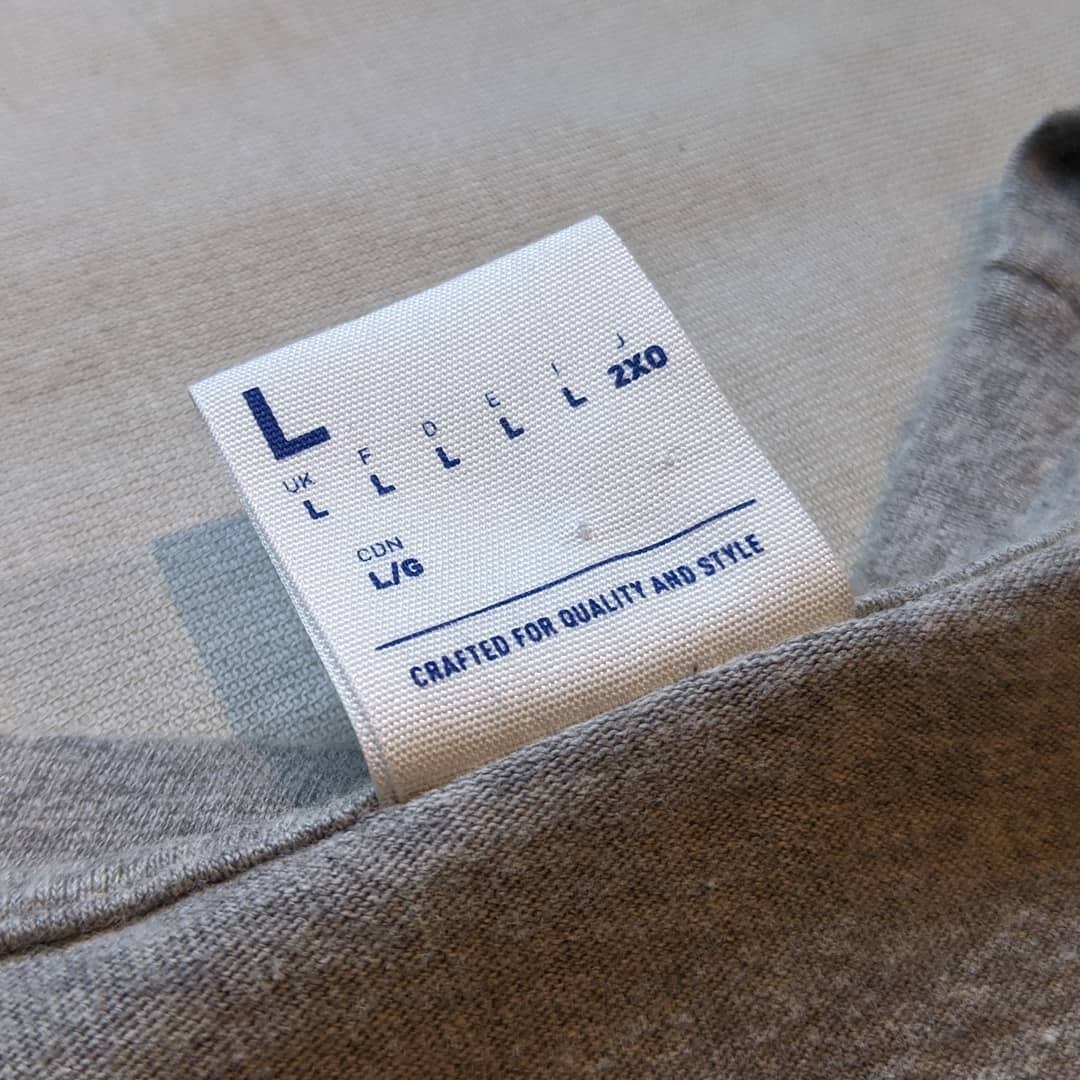 L
UK F D E I J
L L L L L 2XO
CDN
L/G
CRAFTED FOR QUALITY AND STYLE